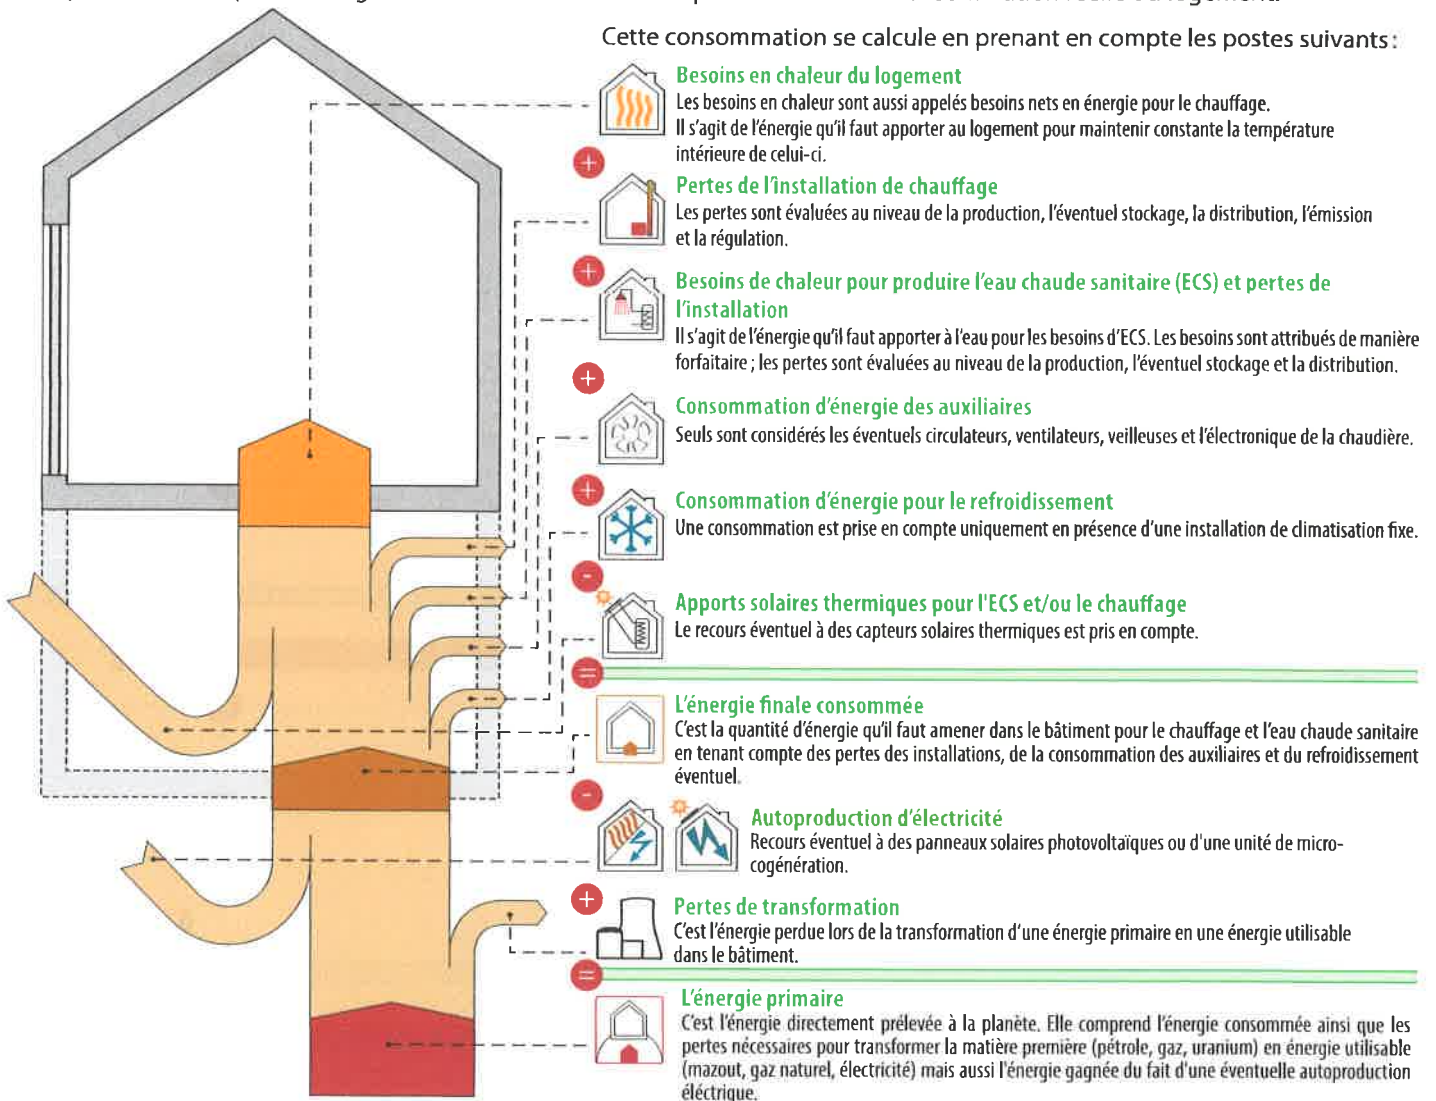 Cette consommation se calcule en prenant en compte les postes suivants :
Besoins en chaleur du logement
Les besoins en chaleur sont aussi appelés besoins nets en énergie pour le chauffage.
Il s'agit de l'énergie qu'il faut apporter au logement pour maintenir constante la température
intérieure de celui-ci.
+
Pertes de l'installation de chauffage
Les pertes sont évaluées au niveau de la production, l'éventuel stockage, la distribution, l'émission
et la régulation.
+
Besoins de chaleur pour produire l'eau chaude sanitaire (ECS) et pertes de
l'installation
Il s'agit de l'énergie qu'il faut apporter à l'eau pour les besoins d'ECS. Les besoins sont attribués de manière
forfaitaire ; les pertes sont évaluées au niveau de la production, l'éventuel stockage et la distribution.
+
Consommation d'énergie des auxiliaires
Seuls sont considérés les éventuels circulateurs, ventilateurs, veilleuses et l'électronique de la chaudière.
+
Consommation d'énergie pour le refroidissement
Une consommation est prise en compte uniquement en présence d'une installation de climatisation fixe.
-
Apports solaires thermiques pour l'ECS et/ou le chauffage
Le recours éventuel à des capteurs solaires thermiques est pris en compte.
=
L'énergie finale consommée
C'est la quantité d'énergie qu'il faut amener dans le bâtiment pour le chauffage et l'eau chaude sanitaire
en tenant compte des pertes des installations, de la consommation des auxiliaires et du refroidissement
éventuel.
-
Autoproduction d'électricité
Recours éventuel à des panneaux solaires photovoltaïques ou d'une unité de micro-
cogénération.
+
Pertes de transformation
C'est l'énergie perdue lors de la transformation d'une énergie primaire en une énergie utilisable
dans le bâtiment.
=
L'énergie primaire
C'est l'énergie directement prélevée à la planète. Elle comprend l'énergie consommée ainsi que les
pertes nécessaires pour transformer la matière première (pétrole, gaz, uranium) en énergie utilisable
(mazout, gaz naturel, électricité) mais aussi l'énergie gagnée du fait d'une éventuelle autoproduction
éléctrique.